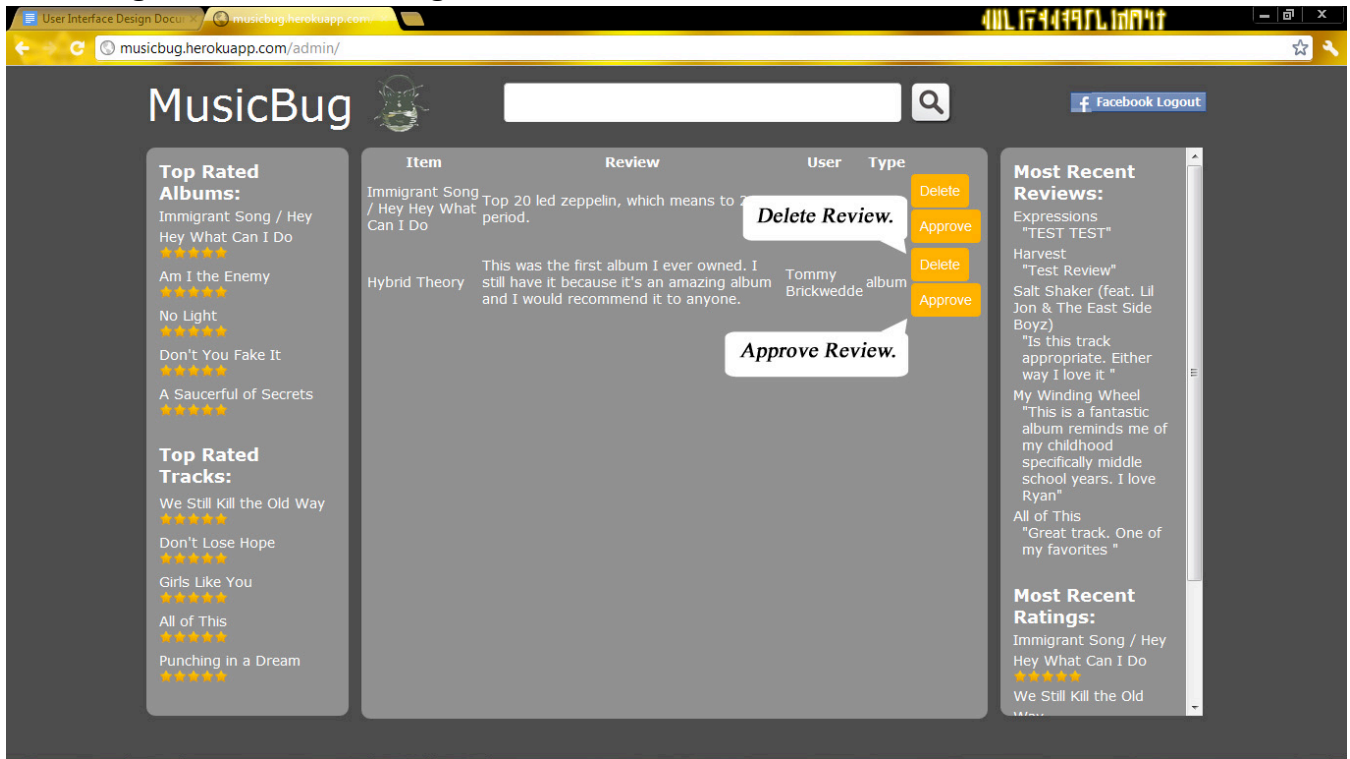 User Interface Design Docu
musicbug.herokuapp.com
musicbug.herokuapp.com/admin/
MusicBug
Facebook Logout
Top Rated
Albums:
Immigrant Song / Hey
Hey What Can I Do
Am I the Enemy
No Light
Don't You Fake It
A Saucerful of Secrets
Top Rated
Tracks:
We Still Kill the Old Way
Don't Lose Hope
Girls Like You
All of This
Punching in a Dream
Item Review User Type
Immigrant Song
/ Hey Hey What
Can I Do
Top 20 led zeppelin, which means to
period.
Delete
Approve
Delete Review.
Hybrid Theory
This was the first album I ever owned. I
still have it because it's an amazing album
and I would recommend it to anyone.
Tommy
Brickwedde
album
Delete
Approve
Approve Review.
Most Recent
Reviews:
Expressions
"TEST TEST"
Harvest
"Test Review"
Salt Shaker (feat. Lil
Jon & The East Side
Boyz)
"Is this track
appropriate. Either
way I love it "
My Winding Wheel
"This is a fantastic
album reminds me of
my childhood
specifically middle
school years. I love
Ryan"
All of This
"Great track. One of
my favorites "
Most Recent
Ratings:
Immigrant Song / Hey
Hey What Can I Do
We Still Kill the Old